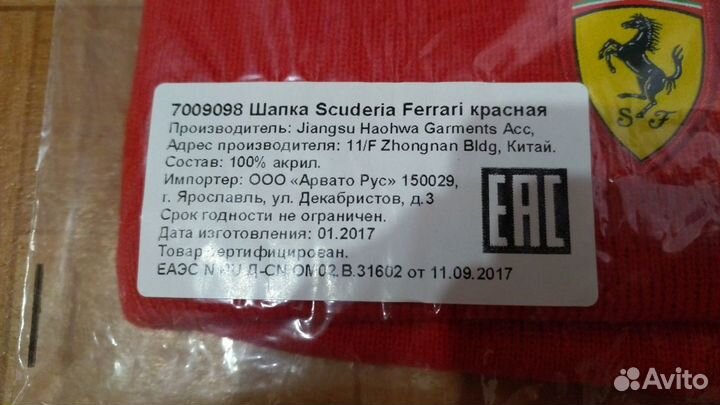 7009098 Шапка Scuderia Ferrari красная
Производитель: Jiangsu Haohwa Garments Acc,
Адрес производителя: 11/F Zhongnan Bldg, Китай.
Состав: 100% акрил.
Импортер: ООО «Арвато Рус» 150029,
г. Ярославль, ул. Декабристов, д.3
Срок годности не ограничен.
Дата изготовления: 01.2017
Товар сертифицирован.
ЕАЭС N RU Д-CN.ОМ02.В.31602 от 11.09.2017
EAC
S F
Avito